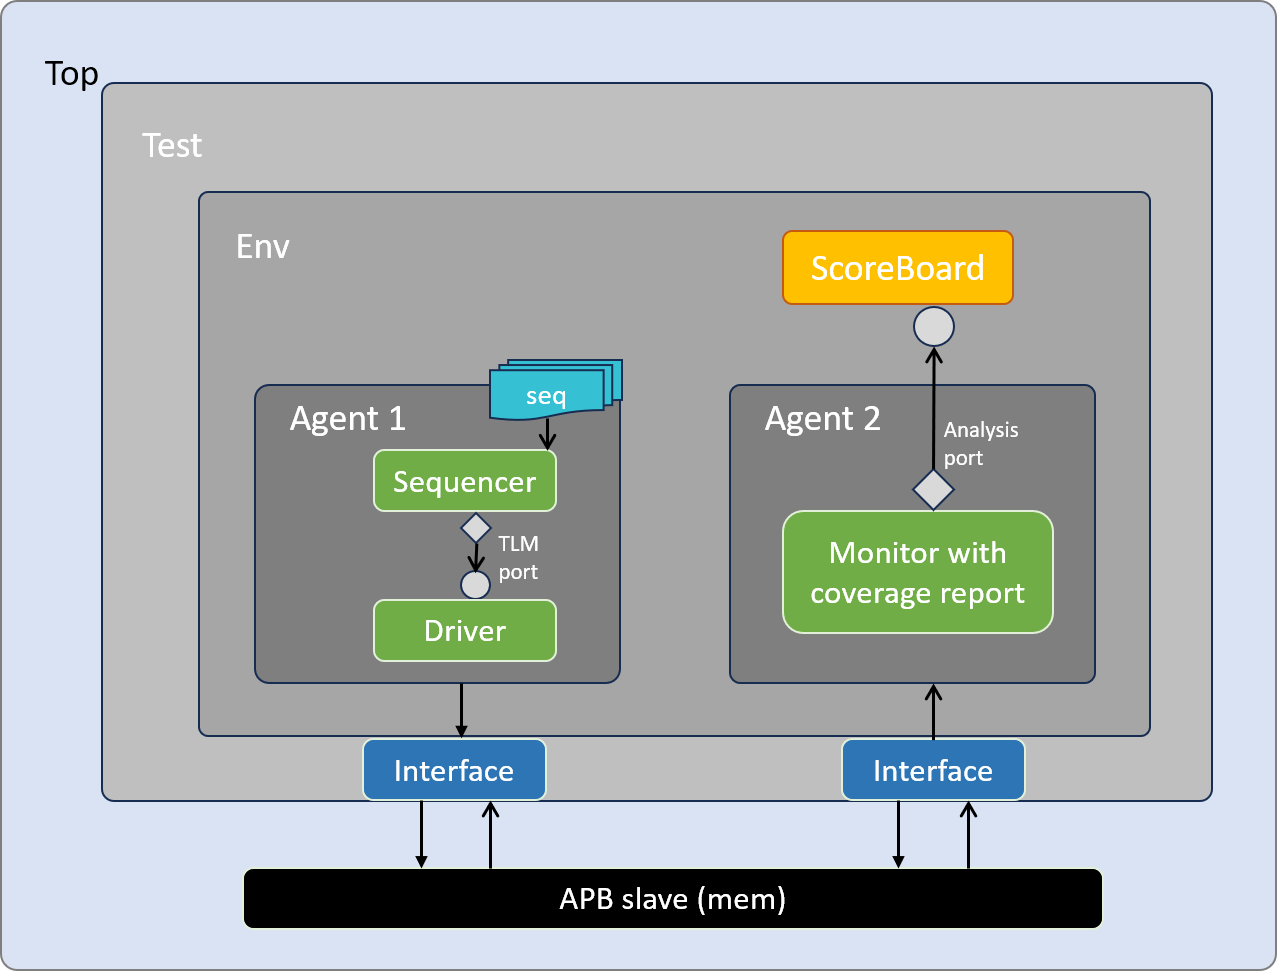 Top
Test
Env
ScoreBoard
seq
Agent 1
Sequencer
TLM
port
Driver
Agent 2
Analysis
port
Monitor with
coverage report
Interface
Interface
APB slave (mem)